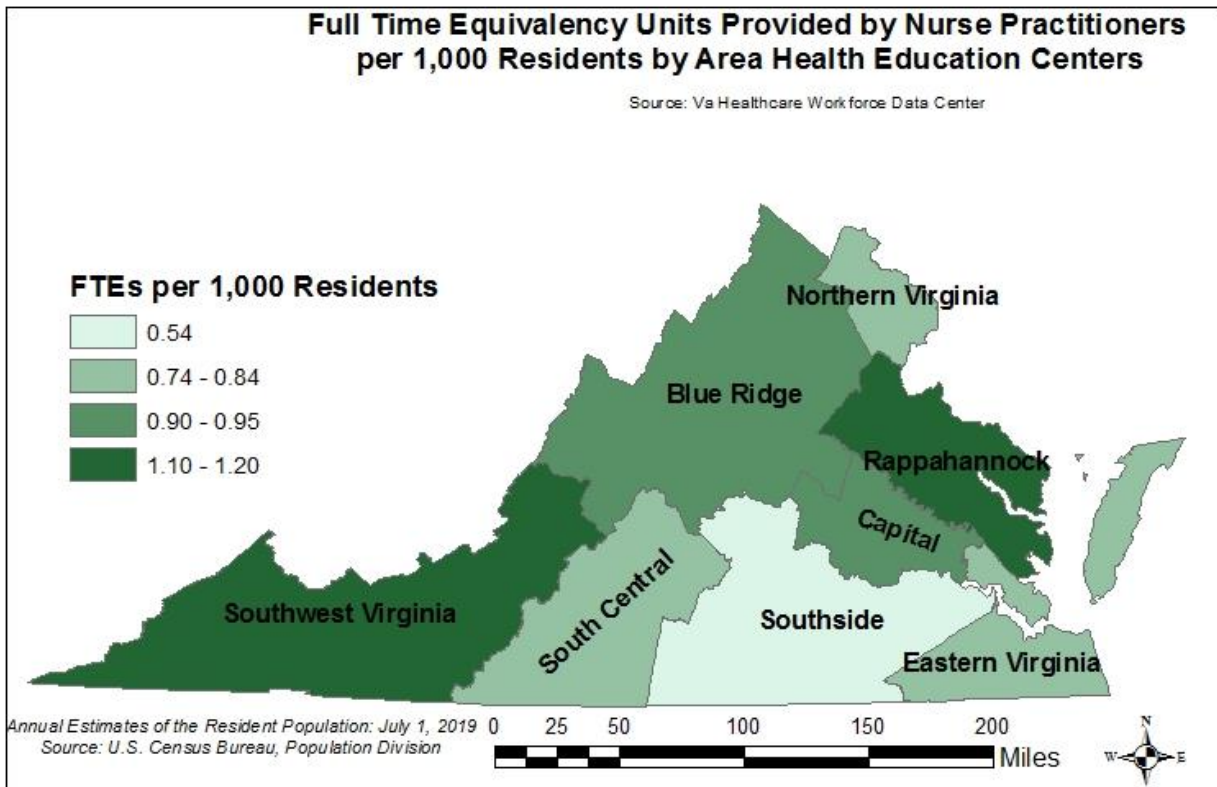 Full Time Equivalency Units Provided by Nurse Practitioners
per 1,000 Residents by Area Health Education Centers
Source: Va Healthcare Workforce Data Center
FTEs per 1,000 Residents
0.54
0.74 - 0.84
0.90 - 0.95
1.10 - 1.20
Northern Virginia
Blue Ridge
Rappahannock
Capital
Southwest Virginia
South Central
Southside
Eastern Virginia
Annual Estimates of the Resident Population: July 1, 2019
Source: U.S. Census Bureau, Population Division
0 25 50 100 150 200
Miles
N
W E
S